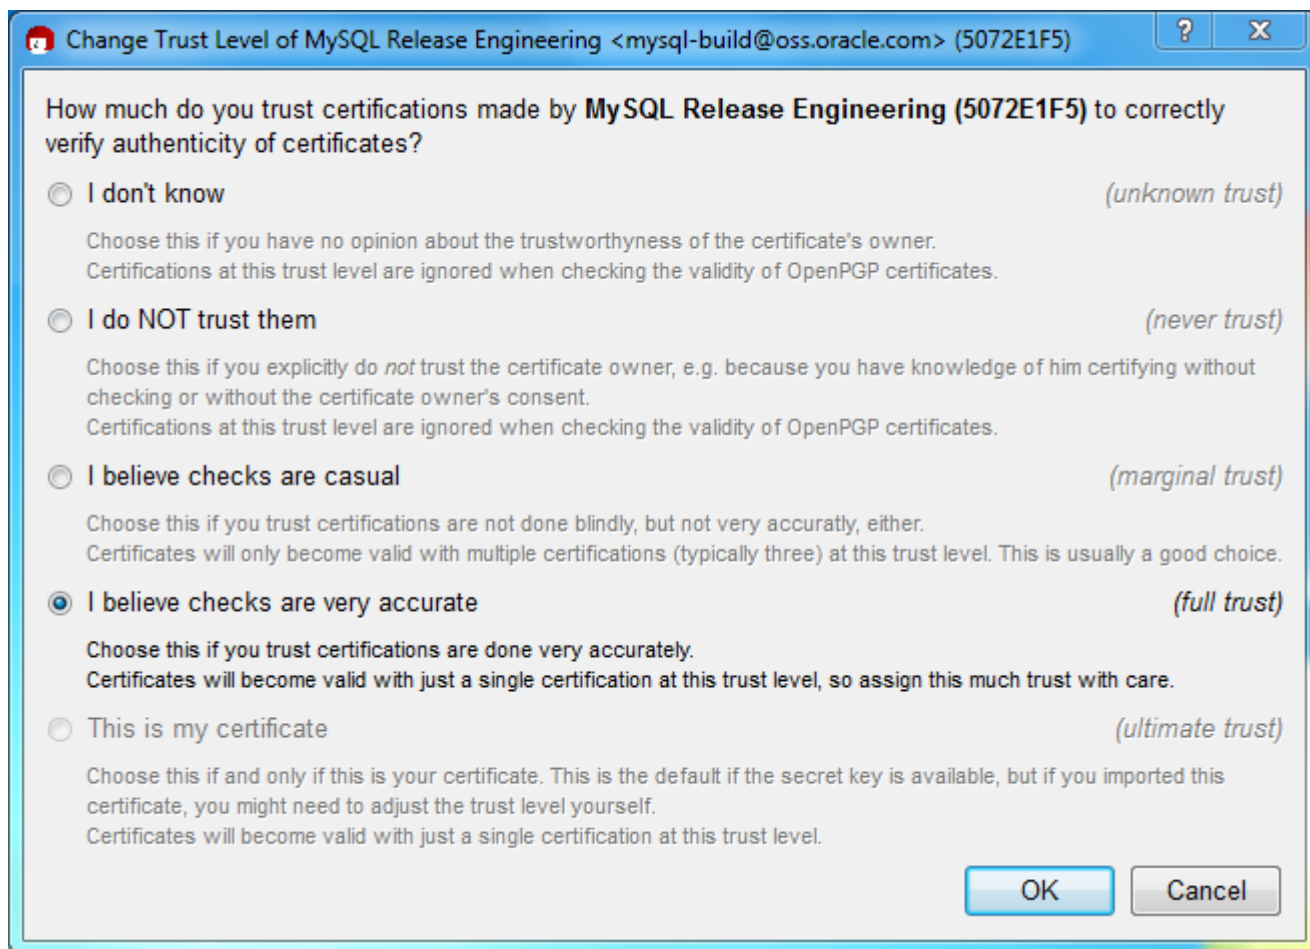 Change Trust Level of MySQL Release Engineering <mysql-build@oss.oracle.com> (5072E1F5)
How much do you trust certifications made by MySQL Release Engineering (5072E1F5) to correctly
verify authenticity of certificates?
I don't know (unknown trust)
Choose this if you have no opinion about the trustworthyness of the certificate's owner.
Certifications at this trust level are ignored when checking the validity of OpenPGP certificates.
I do NOT trust them (never trust)
Choose this if you explicitly do not trust the certificate owner, e.g. because you have knowledge of him certifying without
checking or without the certificate owner's consent.
Certifications at this trust level are ignored when checking the validity of OpenPGP certificates.
I believe checks are casual (marginal trust)
Choose this if you trust certifications are not done blindly, but not very accuratly, either.
Certificates will only become valid with multiple certifications (typically three) at this trust level. This is usually a good choice.
I believe checks are very accurate (full trust)
Choose this if you trust certifications are done very accurately.
Certificates will become valid with just a single certification at this trust level, so assign this much trust with care.
This is my certificate (ultimate trust)
Choose this if and only if this is your certificate. This is the default if the secret key is available, but if you imported this
certificate, you might need to adjust the trust level yourself.
Certificates will become valid with just a single certification at this trust level.
OK Cancel